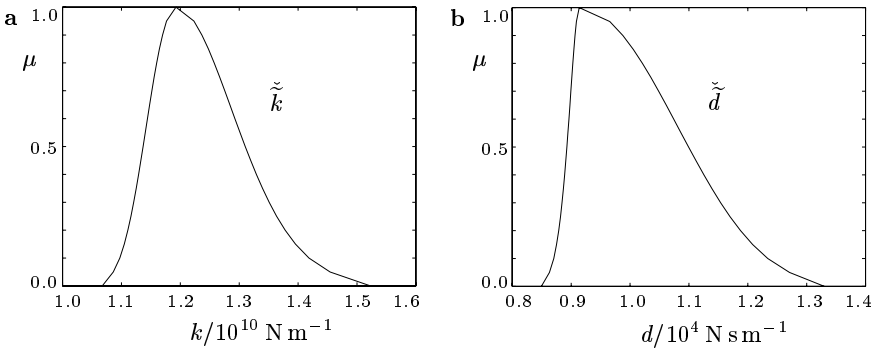 a
1.0
μ
0.5
0.0
1.0 1.1 1.2 1.3 1.4 1.5 1.6
k/10¹⁰ N m⁻¹
k̃̌
b
1.0
μ
0.5
0.0
0.8 0.9 1.0 1.1 1.2 1.3 1.4
d/10⁴ N s m⁻¹
d̃̌